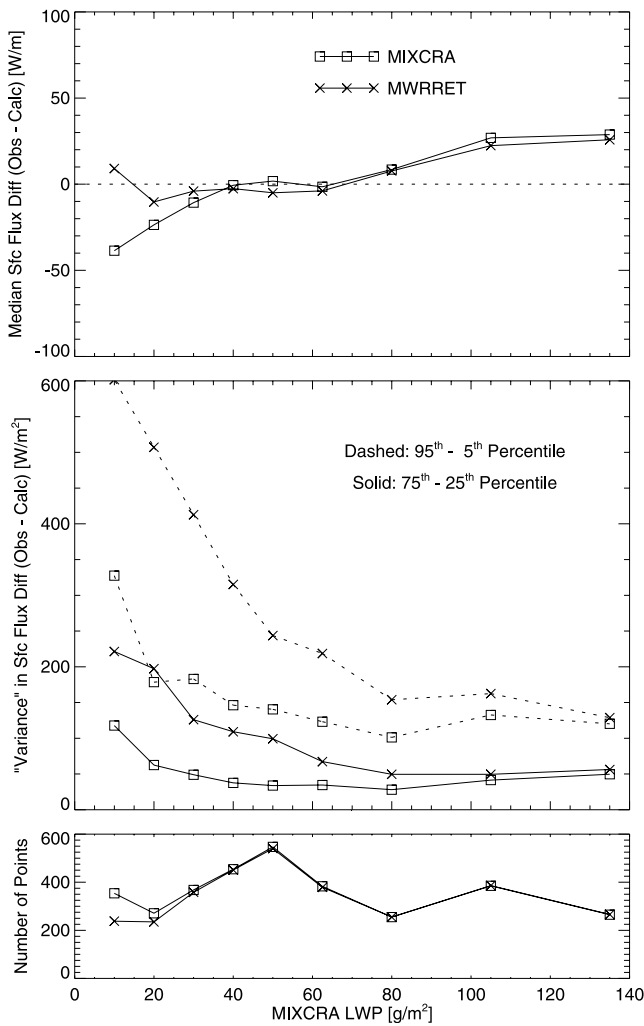 100
50
0
-50
-100
Median Sfc Flux Diff (Obs - Calc) [W/m]
MIXCRA
MWRRET
600
400
200
0
"Variance" in Sfc Flux Diff (Obs - Calc) [W/m²]
Dashed: 95th - 5th Percentile
Solid: 75th - 25th Percentile
600
400
200
0
Number of Points
0 20 40 60 80 100 120 140
MIXCRA LWP [g/m²]